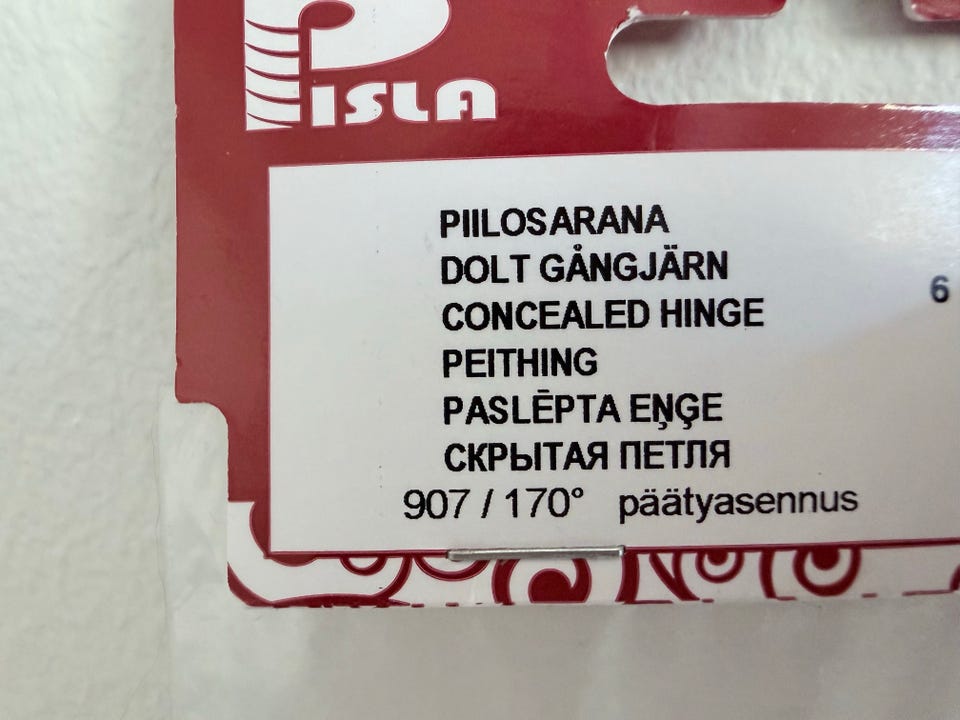 PISLA
PIILOSARANA
DOLT GÅNGJÄRN
CONCEALED HINGE
6
PEITHING
PASLĒPTA EŅĢE
СКРЫТАЯ ПЕТЛЯ
907 / 170° päätyasennus